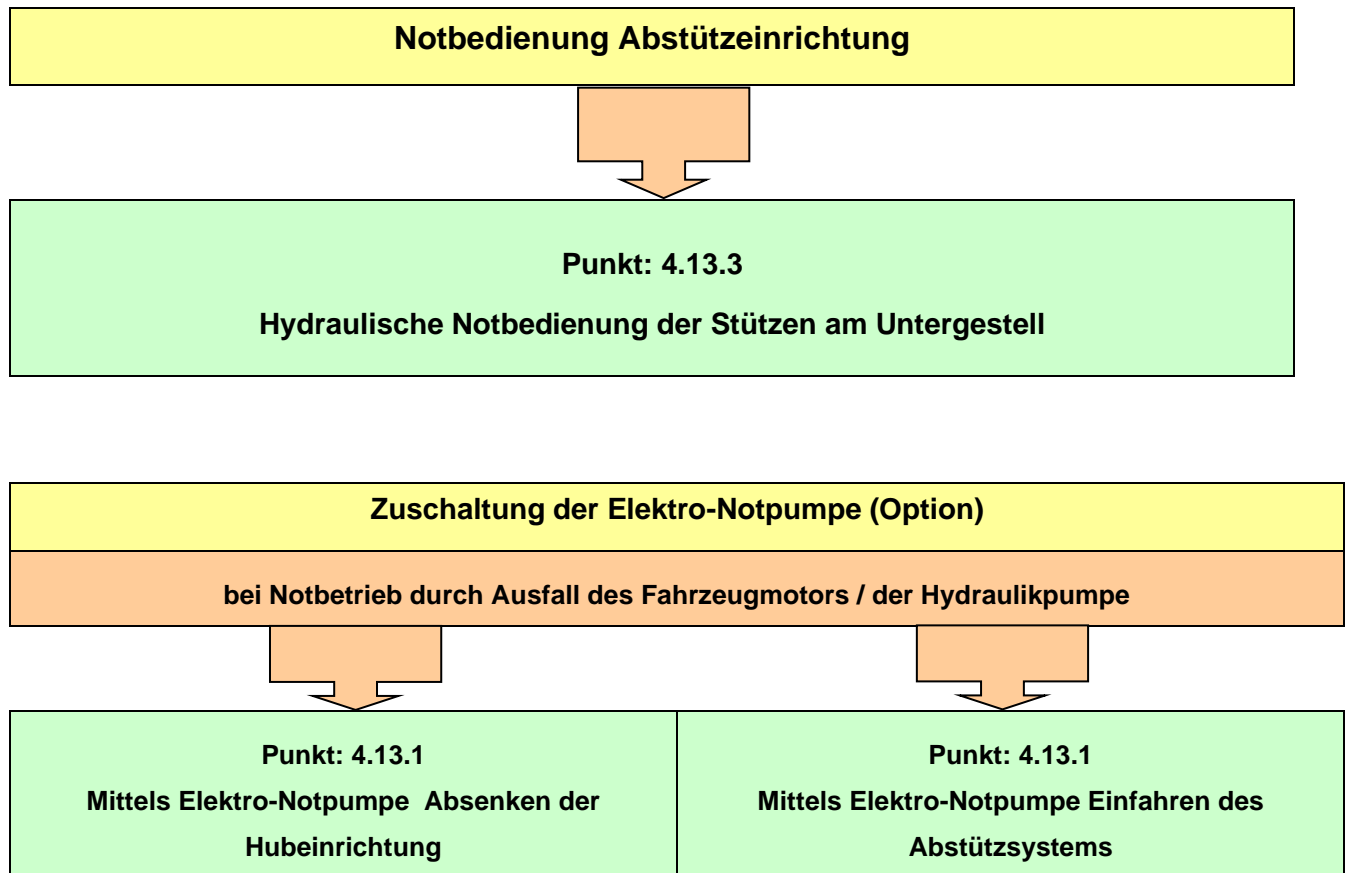 Notbedienung Abstützeinrichtung
Punkt: 4.13.3
Hydraulische Notbedienung der Stützen am Untergestell
Zuschaltung der Elektro-Notpumpe (Option)
bei Notbetrieb durch Ausfall des Fahrzeugmotors / der Hydraulikpumpe
Punkt: 4.13.1
Mittels Elektro-Notpumpe  Absenken der
Hubeinrichtung
Punkt: 4.13.1
Mittels Elektro-Notpumpe Einfahren des
Abstützsystems